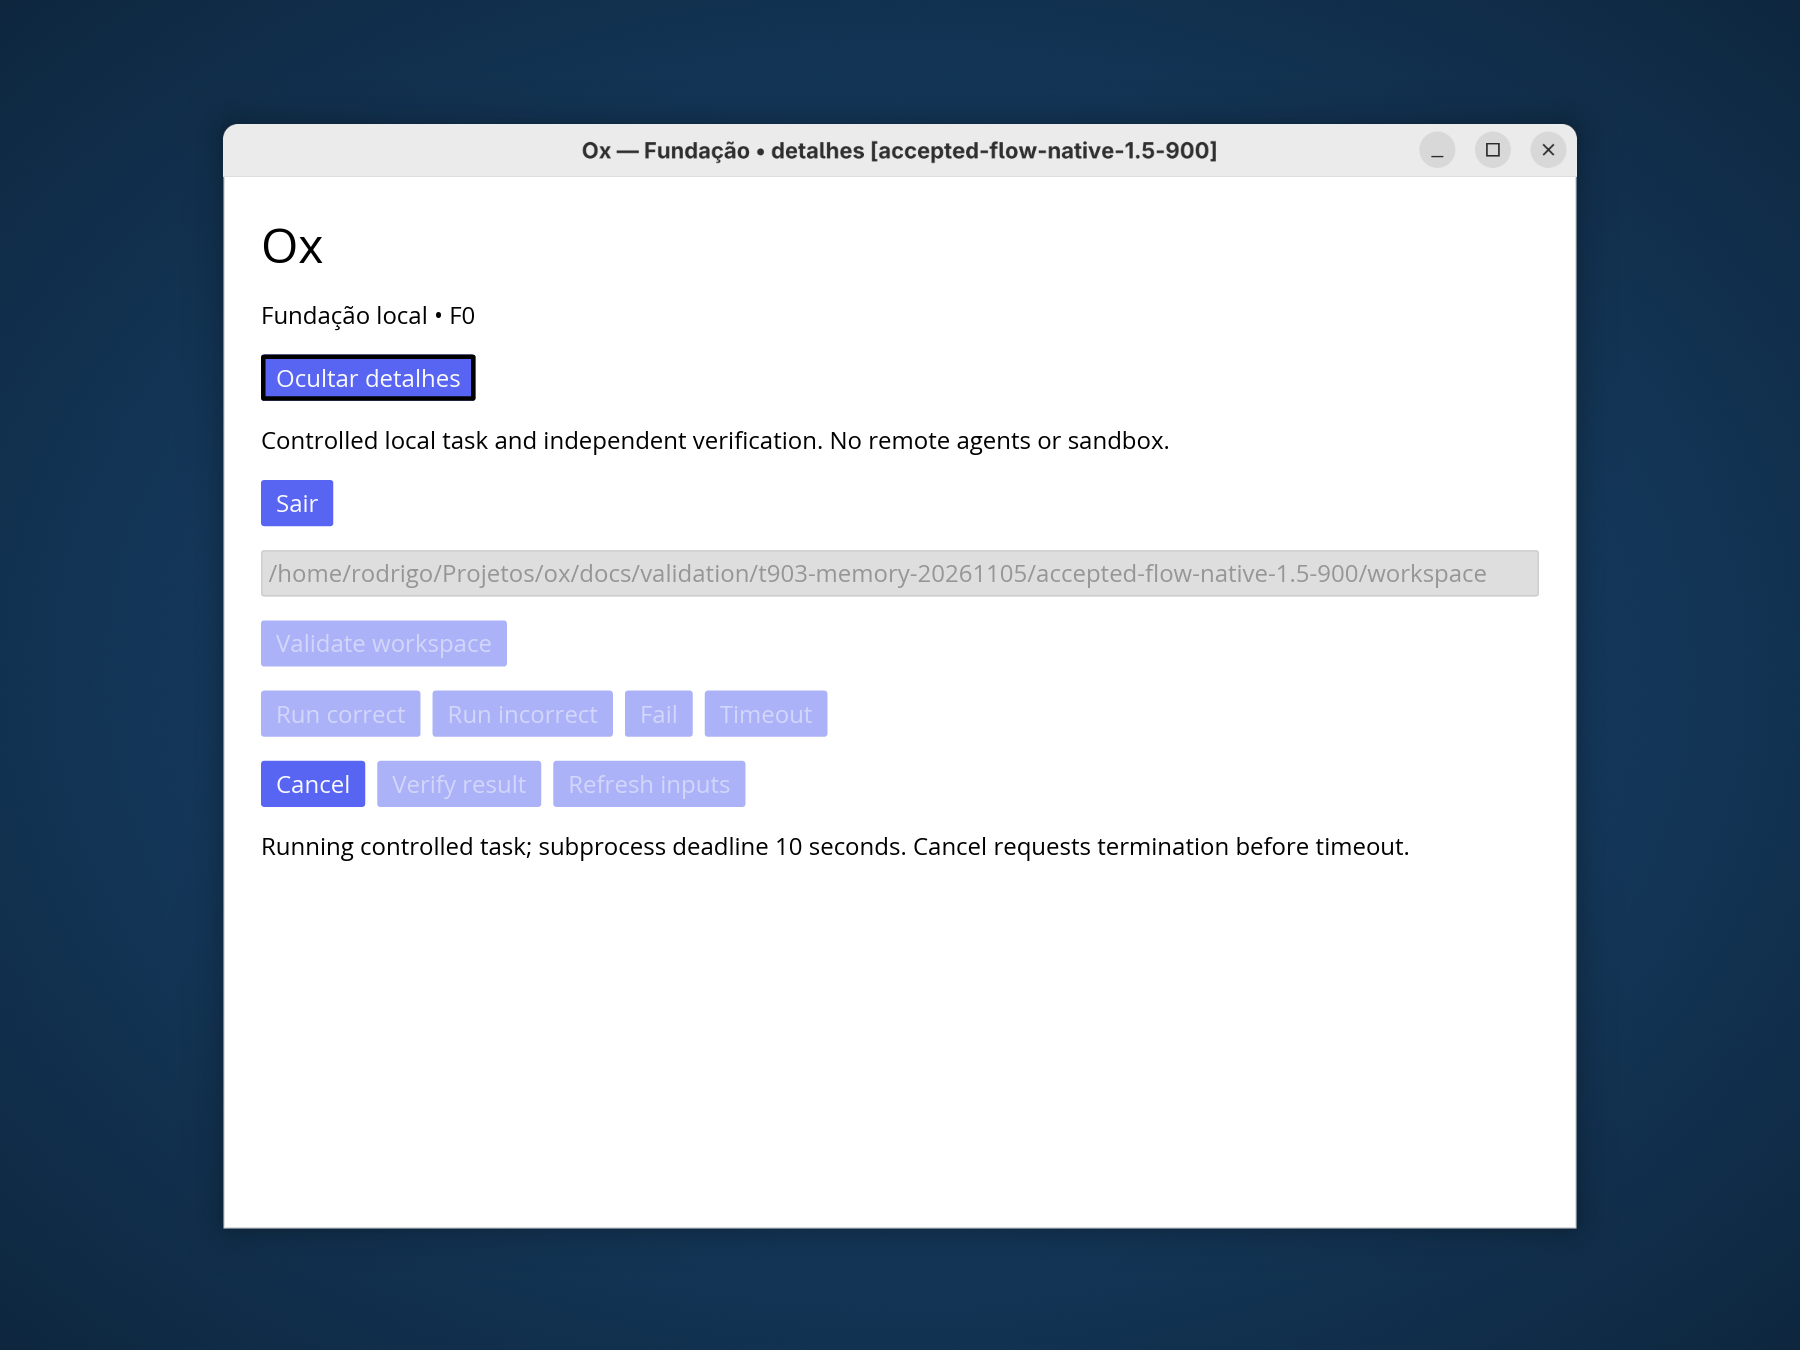 Ox — Fundação • detalhes [accepted-flow-native-1.5-900]
Ox
Fundação local • F0
Ocultar detalhes
Controlled local task and independent verification. No remote agents or sandbox.
Sair
/home/rodrigo/Projetos/ox/docs/validation/t903-memory-20261105/accepted-flow-native-1.5-900/workspace
Validate workspace
Run correct Run incorrect Fail Timeout
Cancel Verify result Refresh inputs
Running controlled task; subprocess deadline 10 seconds. Cancel requests termination before timeout.